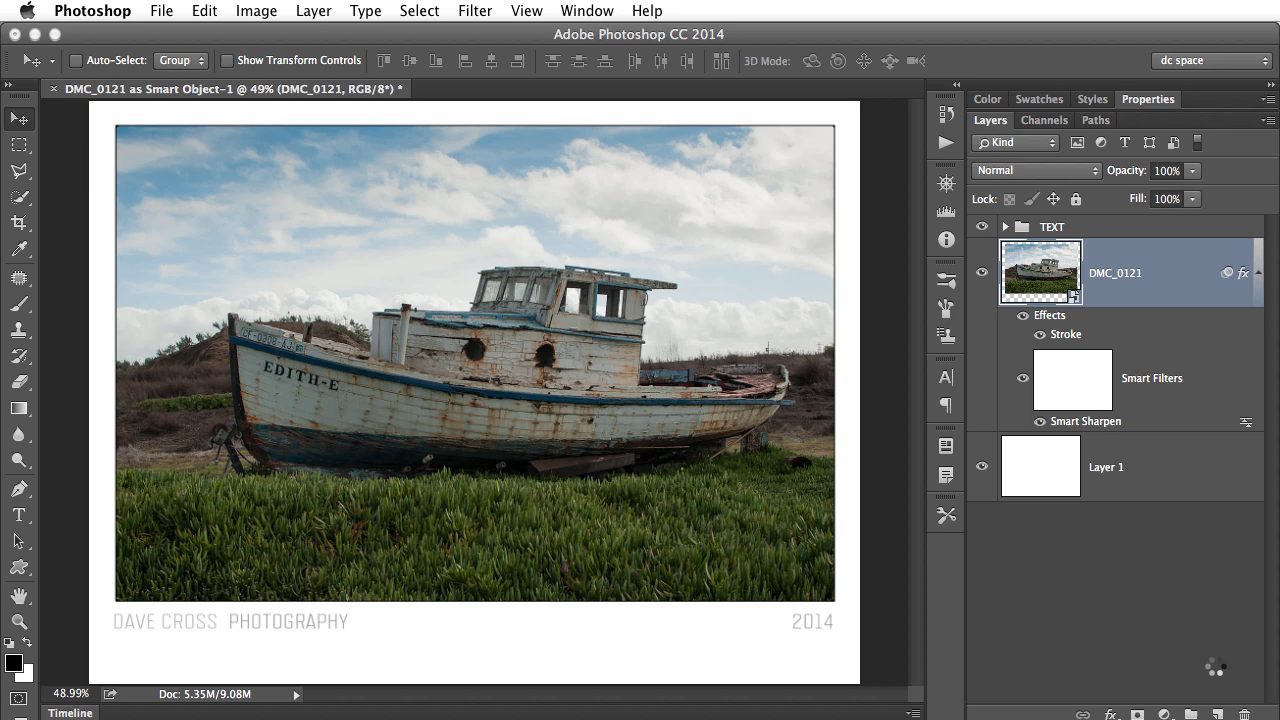 Photoshop File Edit Image Layer Type Select Filter View Window Help
Adobe Photoshop CC 2014
Auto-Select: Group Show Transform Controls 3D Mode: dc space
× DMC_0121 as Smart Object-1 @ 49% (DMC_0121, RGB/8*) *
Color Swatches Styles Properties
Layers Channels Paths
Kind
Normal Opacity: 100%
Lock: Fill: 100%
TEXT
DMC_0121 fx
Effects
Stroke
Smart Filters
Smart Sharpen
Layer 1
EDITH-E
DAVE CROSS PHOTOGRAPHY 2014
48.99% Doc: 5.35M/9.08M
Timeline
fx